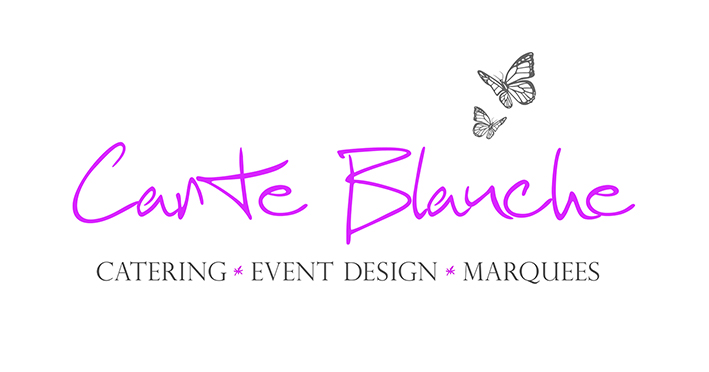 Carte Blanche
CATERING * EVENT DESIGN * MARQUEES